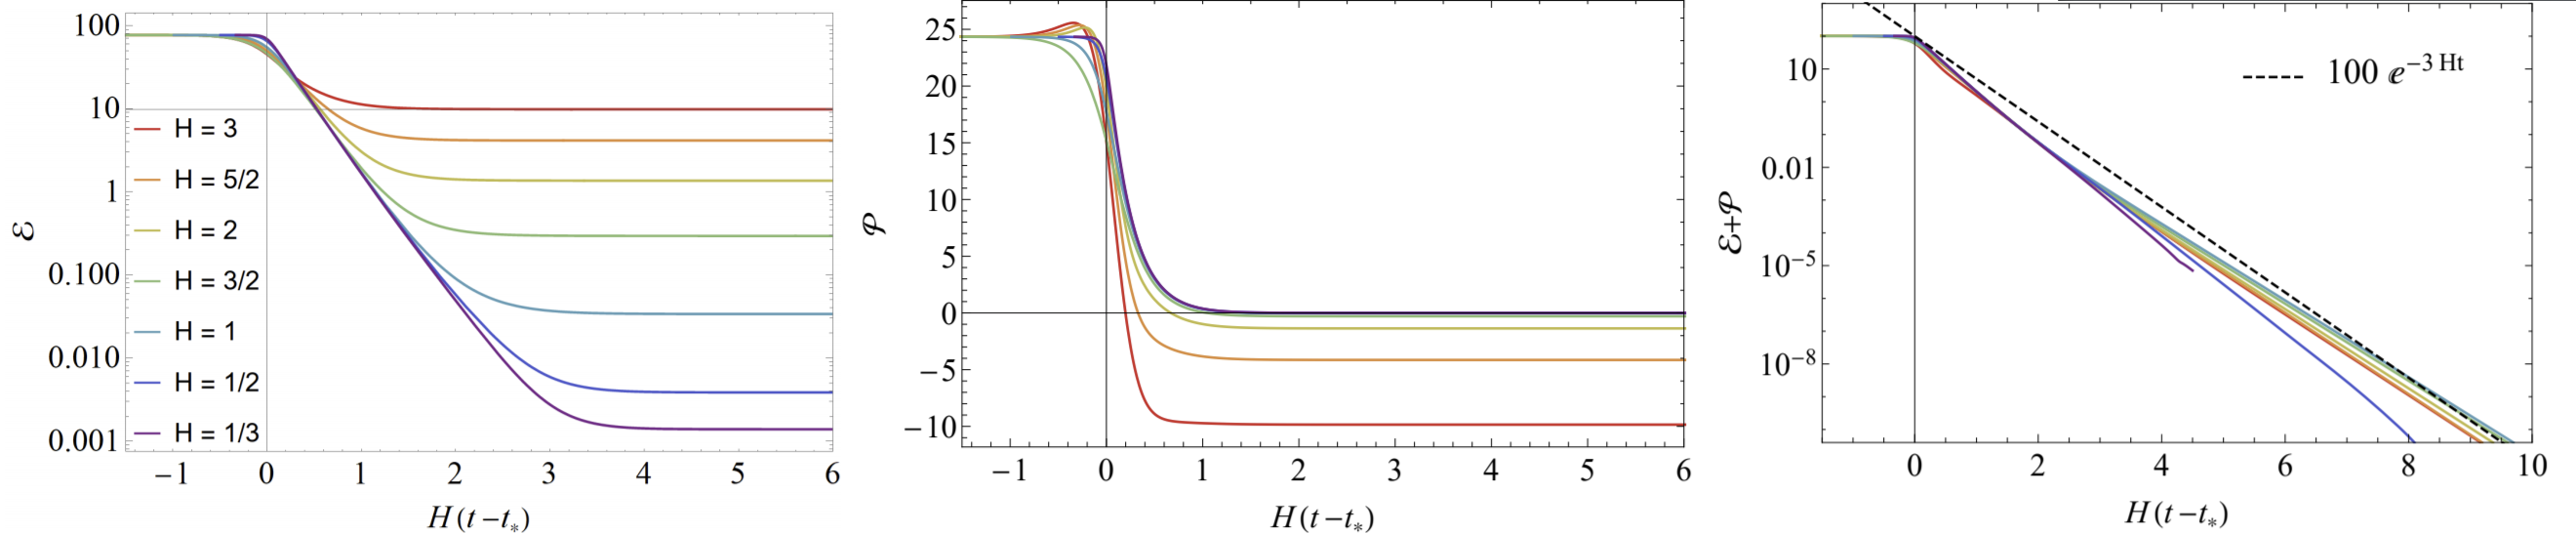 100
10
1
0.100
0.010
0.001
ℰ
H = 3
H = 5/2
H = 2
H = 3/2
H = 1
H = 1/2
H = 1/3
−1 0 1 2 3 4 5 6
H(t−t*)
25
20
15
10
5
0
−5
−10
𝒫
−1 0 1 2 3 4 5 6
H(t−t*)
10
0.01
10⁻⁵
10⁻⁸
ℰ+𝒫
100 ⅇ^{−3 Ht}
0 2 4 6 8 10
H(t−t*)